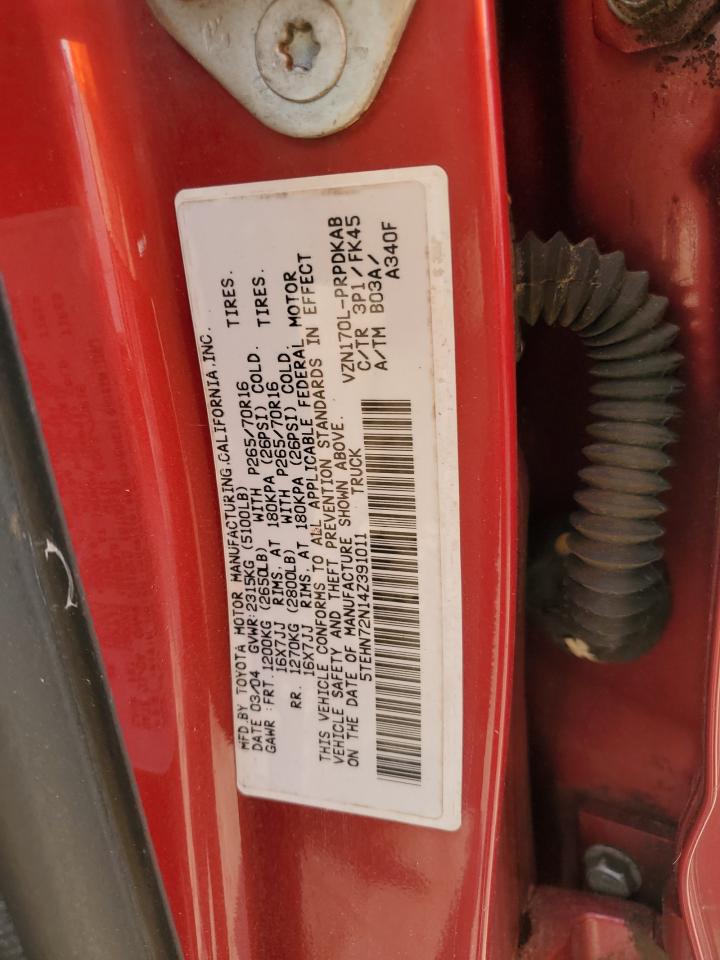 MFD.BY TOYOTA MOTOR MANUFACTURING,CALIFORNIA,INC.
DATE 03/04 GVWR:2315KG (5100LB)
GAWR :FRT.1200KG (2650LB) WITH P265/70R16 TIRES.
16X7JJ RIMS. AT 180KPA (26PSI) COLD.
RR. 1270KG (2800LB) WITH P265/70R16 TIRES.
16X7JJ RIMS. AT 180KPA (26PSI) COLD.
THIS VEHICLE CONFORMS TO ALL APPLICABLE FEDERAL MOTOR
VEHICLE SAFETY AND THEFT PREVENTION STANDARDS IN EFFECT
ON THE DATE OF MANUFACTURE SHOWN ABOVE.
5TEHN72N14Z391011 TRUCK
VZN170L-PRPDKAB
C/TR 3P1/FK45
A/TM B03A/
A340F